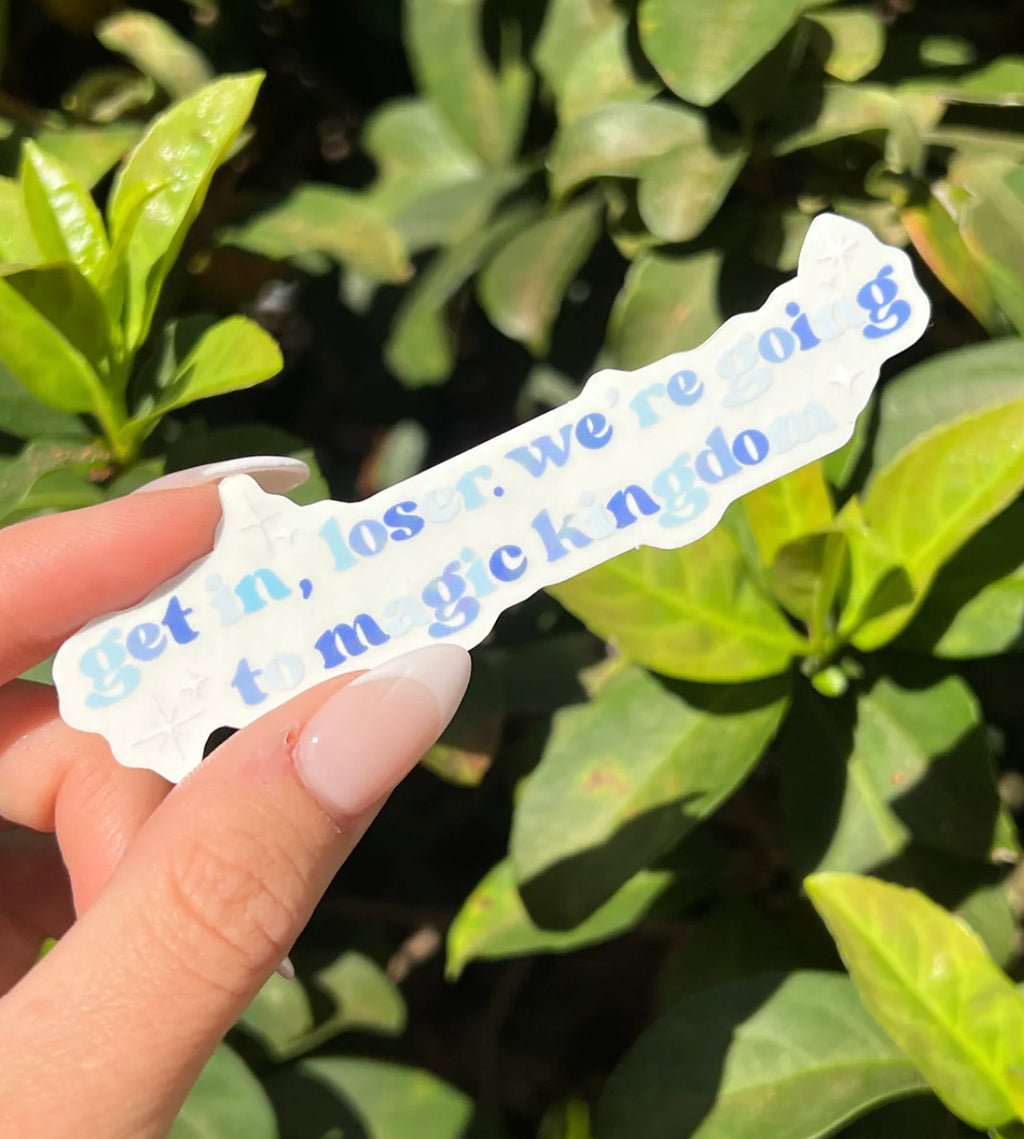 get in, loser. we're going
to magic kingdom